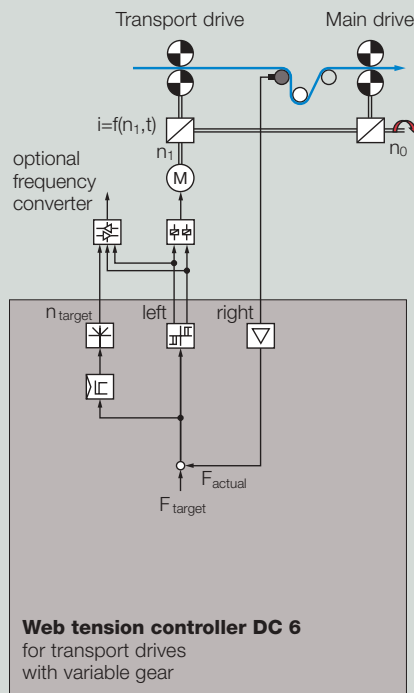 Transport drive
Main drive
i=f(n1,t)
n1
n0
M
optional
frequency
converter
ntarget
left
right
Factual
Ftarget
Web tension controller DC 6
for transport drives
with variable gear